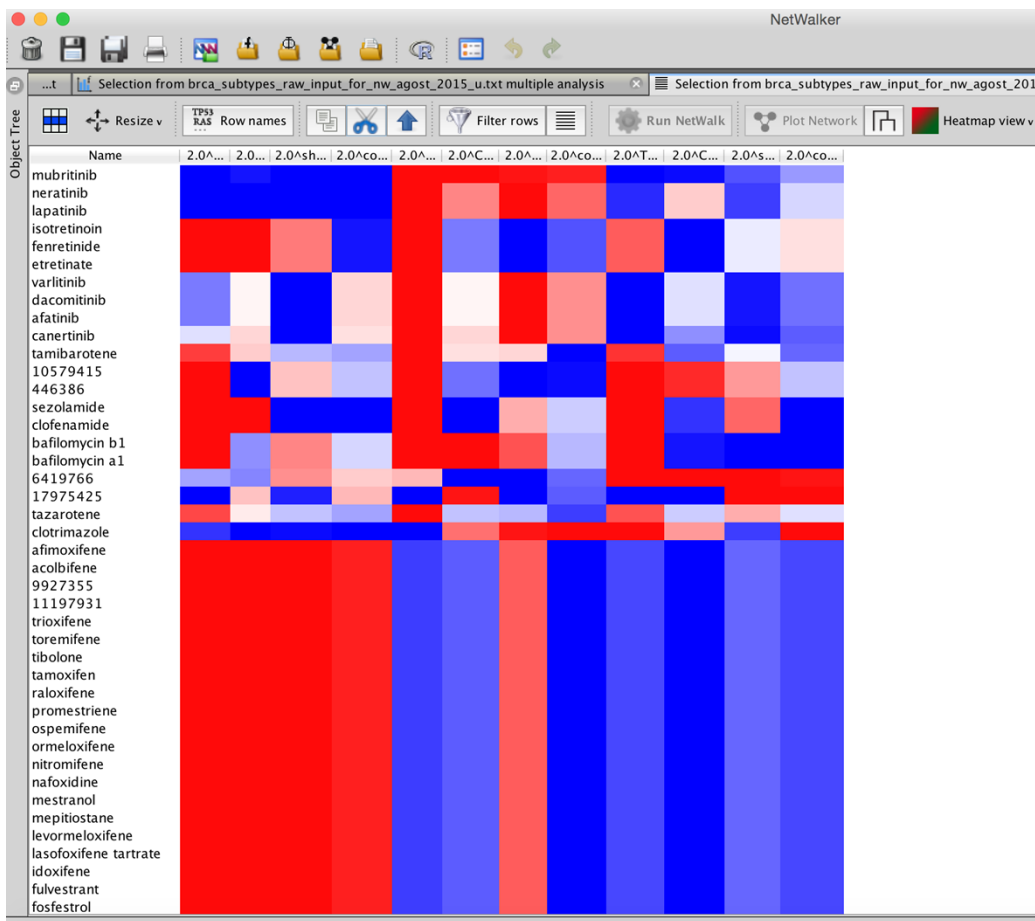 NetWalker
...t
Selection from brca_subtypes_raw_input_for_nw_agost_2015_u.txt multiple analysis
Selection from brca_subtypes_raw_input_for_nw_agost_201
Object Tree
Resize v
TP53 RAS ... Row names
Filter rows
Run NetWalk
Plot Network
Heatmap view v
Name 2.0^... 2.0... 2.0^sh... 2.0^co... 2.0^... 2.0^C... 2.0^... 2.0^co... 2.0^T... 2.0^C... 2.0^s... 2.0^co...
mubritinib
neratinib
lapatinib
isotretinoin
fenretinide
etretinate
varlitinib
dacomitinib
afatinib
canertinib
tamibarotene
10579415
446386
sezolamide
clofenamide
bafilomycin b1
bafilomycin a1
6419766
17975425
tazarotene
clotrimazole
afimoxifene
acolbifene
9927355
11197931
trioxifene
toremifene
tibolone
tamoxifen
raloxifene
promestriene
ospemifene
ormeloxifene
nitromifene
nafoxidine
mestranol
mepitiostane
levormeloxifene
lasofoxifene tartrate
idoxifene
fulvestrant
fosfestrol